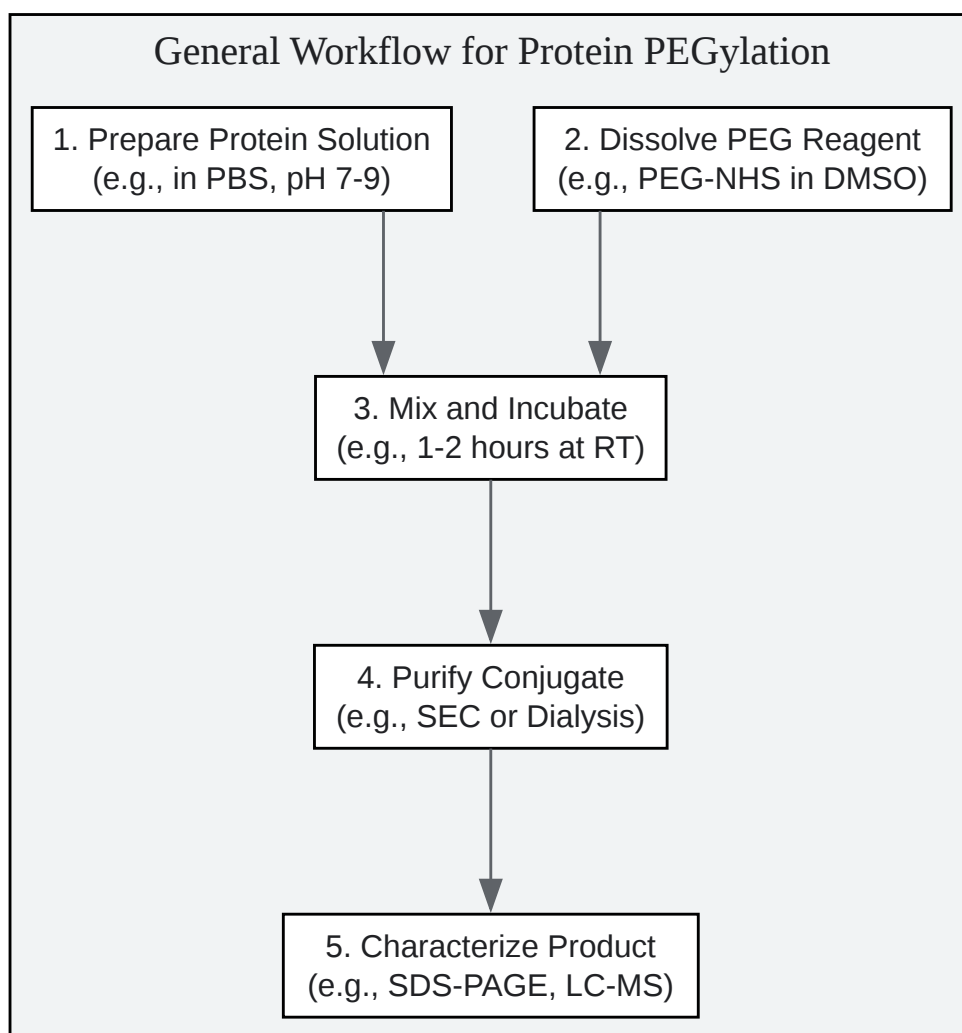 General Workflow for Protein PEGylation
1. Prepare Protein Solution
(e.g., in PBS, pH 7-9)
2. Dissolve PEG Reagent
(e.g., PEG-NHS in DMSO)
3. Mix and Incubate
(e.g., 1-2 hours at RT)
4. Purify Conjugate
(e.g., SEC or Dialysis)
5. Characterize Product
(e.g., SDS-PAGE, LC-MS)